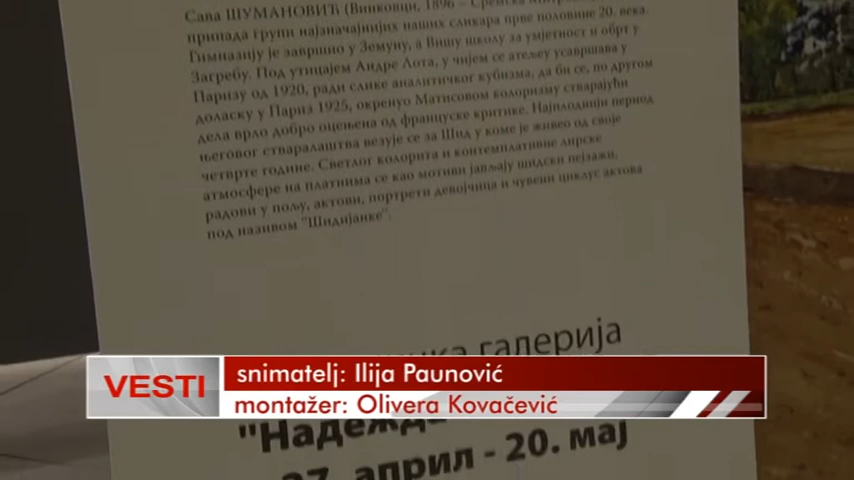 Сава ШУМАНОВИЋ (Винковци, 1896 – Сремска Митровица
припада групи најзначајнијих наших сликара прве половине 20. века.
Гимназију је завршио у Земуну, а Вишу школу за умјетност и обрт у
Загребу. Под утицајем Андре Лота, у чијем се атељеу усавршава у
Паризу од 1920, ради слике аналитичког кубизма, да би се, по другом
доласку у Париз 1925, окренуо Матисовом колоризму стварајући
дела врло добро оцењена од француске критике. Најплоднији период
његовог стваралаштва везује се за Шид у коме је живео од своје
четврте године. Светлог колорита и контемплативне лирске
атмосфере на платнима се као мотиви јављају шидски пејзажи,
радови у пољу, актови, портрети девојчица и чувени циклус актова
под називом "Шидијанке".
галерија
VESTI
snimatelj: Ilija Paunović
montažer: Olivera Kovačević
"Надежда
27. април - 20. мај